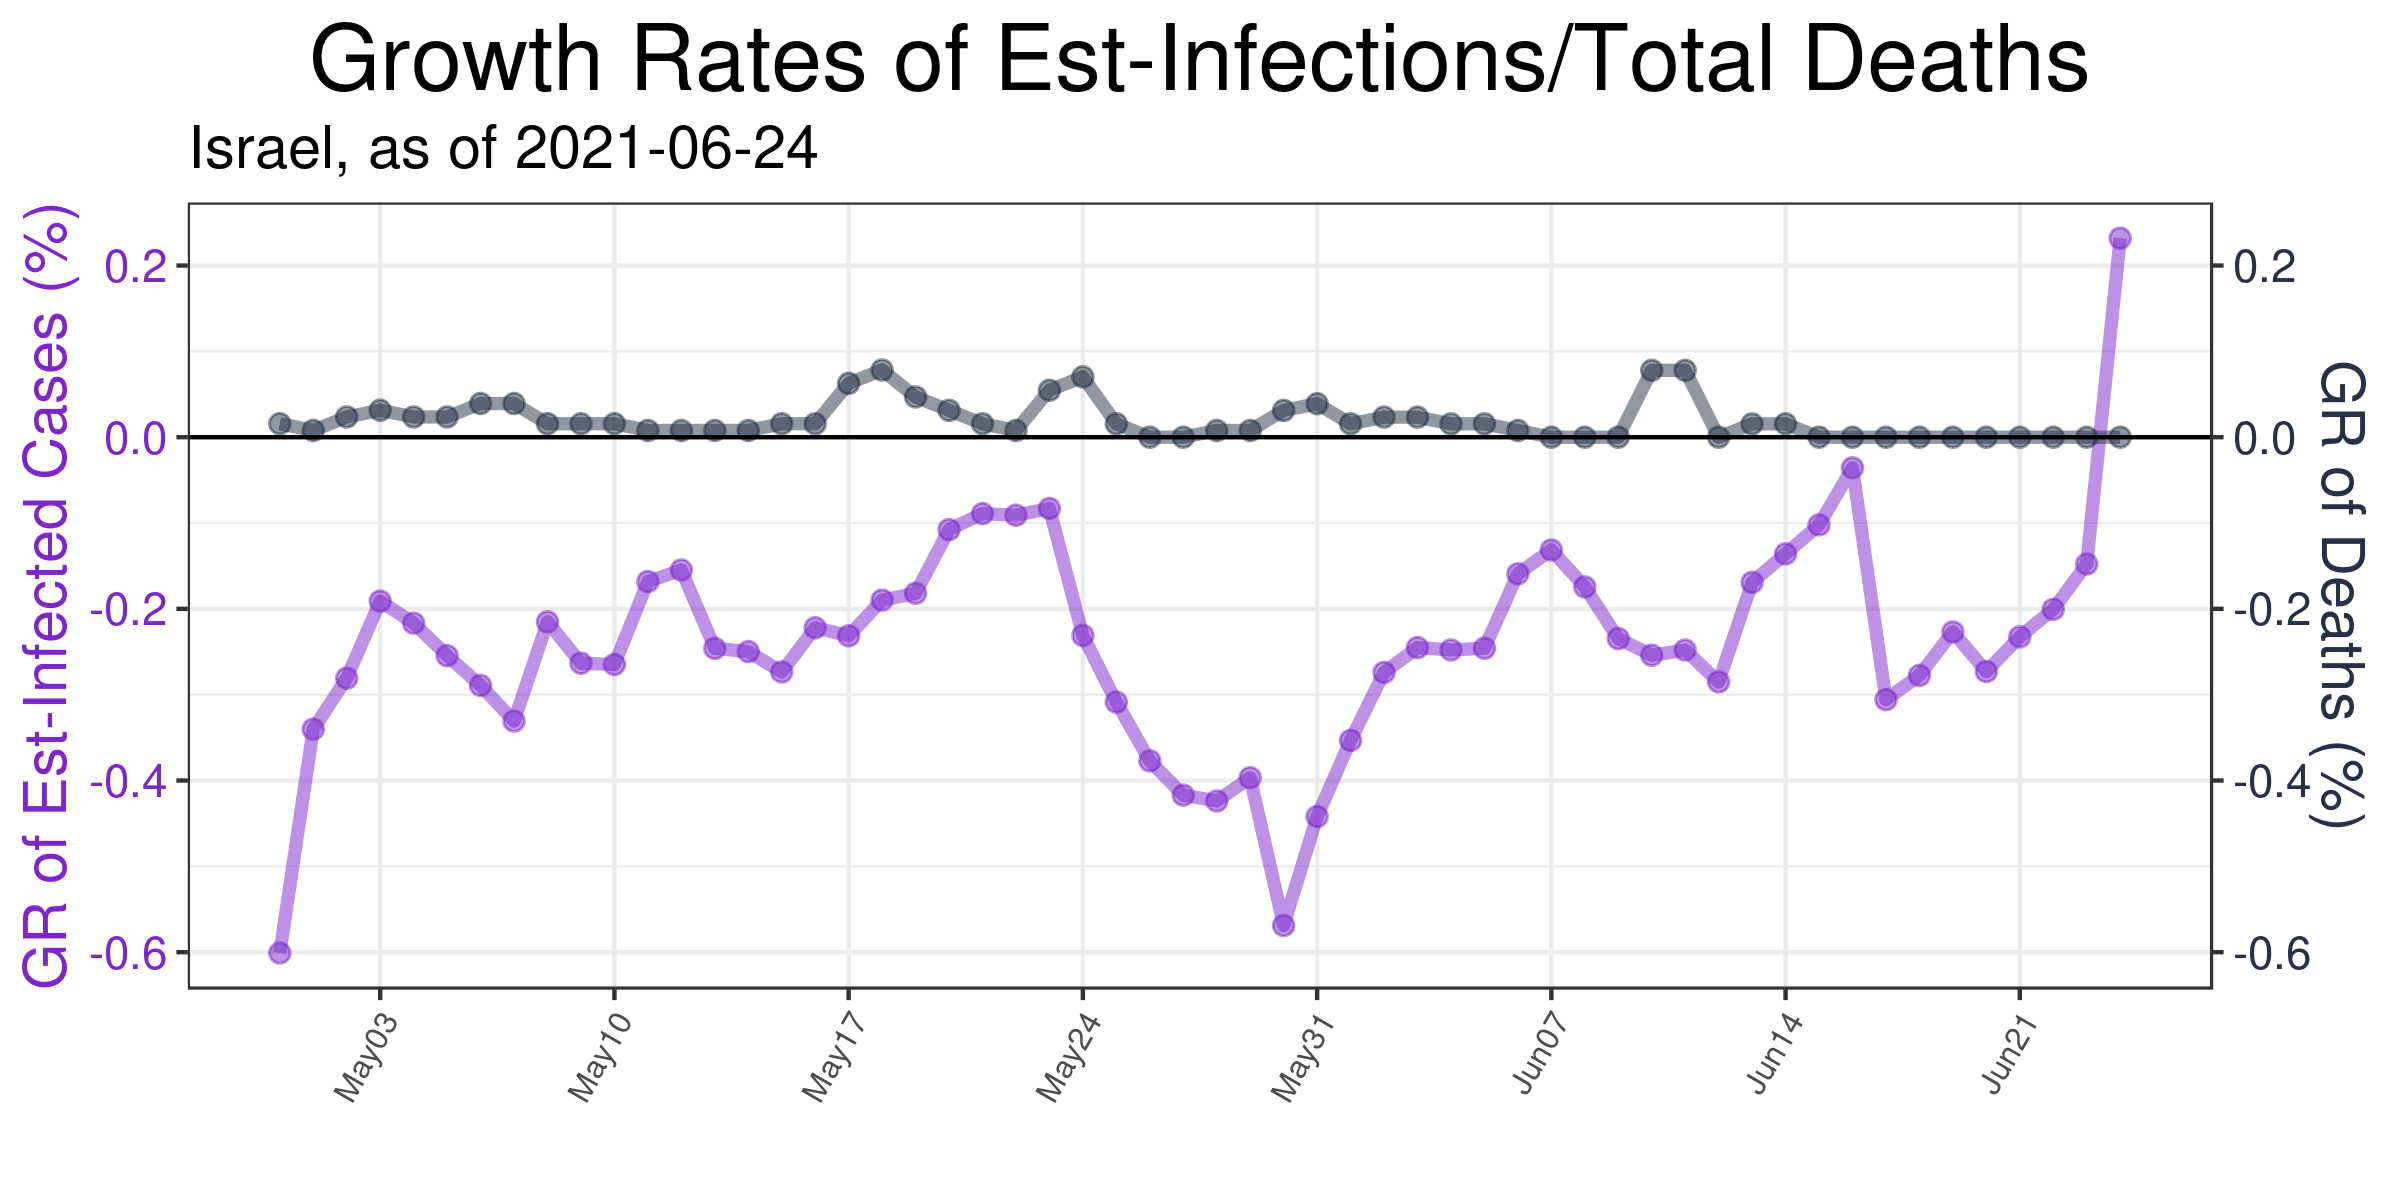 Growth Rates of Est-Infections/Total Deaths
Israel, as of 2021-06-24
GR of Est-Infected Cases (%)
0.2
0.0
-0.2
-0.4
-0.6
0.2
0.0
-0.2
-0.4
-0.6
GR of Deaths (%)
May03
May10
May17
May24
May31
Jun07
Jun14
Jun21